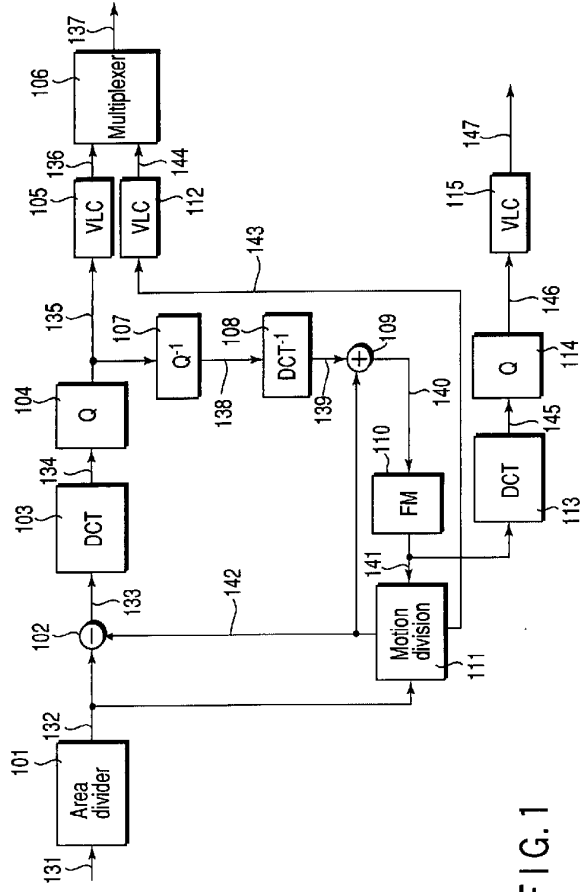 131
101
Area
divider
132
102
−
133
103
DCT
134
104
Q
135
105
VLC
136
106
Multiplexer
137
VLC
112
144
107
Q-1
138
108
DCT-1
139
+
109
143
142
140
110
FM
141
Motion
division
111
DCT
113
145
Q
114
146
115
VLC
147
FIG. 1